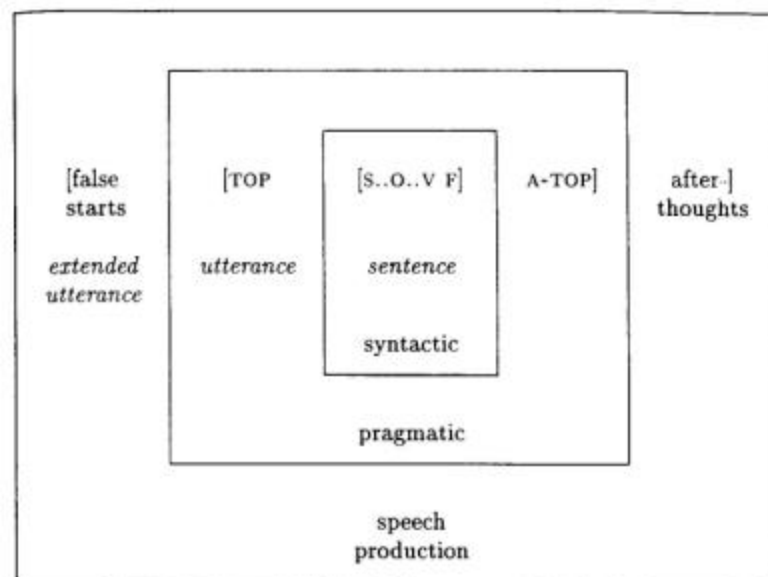 [false [TOP [S..O..V F] A-TOP] after-]
starts thoughts
extended utterance sentence
utterance
syntactic
pragmatic
speech
production